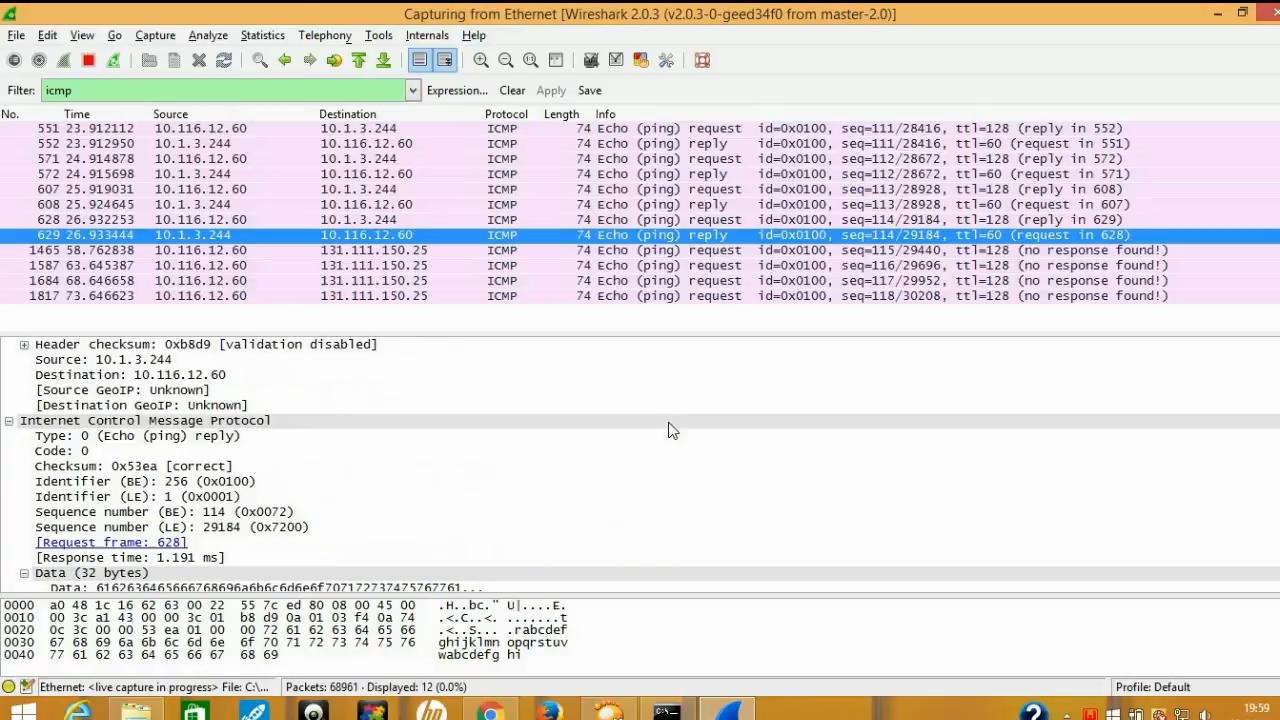 Capturing from Ethernet [Wireshark 2.0.3 (v2.0.3-0-geed34f0 from master-2.0)]
File Edit View Go Capture Analyze Statistics Telephony Tools Internals Help
Filter: icmp Expression... Clear Apply Save
No. Time Source Destination Protocol Length Info
551 23.912112 10.116.12.60 10.1.3.244 ICMP 74 Echo (ping) request id=0x0100, seq=111/28416, ttl=128 (reply in 552)
552 23.912950 10.1.3.244 10.116.12.60 ICMP 74 Echo (ping) reply id=0x0100, seq=111/28416, ttl=60 (request in 551)
571 24.914878 10.116.12.60 10.1.3.244 ICMP 74 Echo (ping) request id=0x0100, seq=112/28672, ttl=128 (reply in 572)
572 24.915698 10.1.3.244 10.116.12.60 ICMP 74 Echo (ping) reply id=0x0100, seq=112/28672, ttl=60 (request in 571)
607 25.919031 10.116.12.60 10.1.3.244 ICMP 74 Echo (ping) request id=0x0100, seq=113/28928, ttl=128 (reply in 608)
608 25.924645 10.1.3.244 10.116.12.60 ICMP 74 Echo (ping) reply id=0x0100, seq=113/28928, ttl=60 (request in 607)
628 26.932253 10.116.12.60 10.1.3.244 ICMP 74 Echo (ping) request id=0x0100, seq=114/29184, ttl=128 (reply in 629)
629 26.933444 10.1.3.244 10.116.12.60 ICMP 74 Echo (ping) reply id=0x0100, seq=114/29184, ttl=60 (request in 628)
1465 58.762838 10.116.12.60 131.111.150.25 ICMP 74 Echo (ping) request id=0x0100, seq=115/29440, ttl=128 (no response found!)
1587 63.645387 10.116.12.60 131.111.150.25 ICMP 74 Echo (ping) request id=0x0100, seq=116/29696, ttl=128 (no response found!)
1684 68.646658 10.116.12.60 131.111.150.25 ICMP 74 Echo (ping) request id=0x0100, seq=117/29952, ttl=128 (no response found!)
1817 73.646623 10.116.12.60 131.111.150.25 ICMP 74 Echo (ping) request id=0x0100, seq=118/30208, ttl=128 (no response found!)
Header checksum: 0xb8d9 [validation disabled]
Source: 10.1.3.244
Destination: 10.116.12.60
[Source GeoIP: Unknown]
[Destination GeoIP: Unknown]
Internet Control Message Protocol
Type: 0 (Echo (ping) reply)
Code: 0
Checksum: 0x53ea [correct]
Identifier (BE): 256 (0x0100)
Identifier (LE): 1 (0x0001)
Sequence number (BE): 114 (0x0072)
Sequence number (LE): 29184 (0x7200)
[Request frame: 628]
[Response time: 1.191 ms]
Data (32 bytes)
Data: 6162636465666768696a6b6c6d6e6f707172737475767761...
0000 a0 48 1c 16 62 63 00 22 55 7c ed 80 08 00 45 00 .H..bc." U|....E.
0010 00 3c a1 43 00 00 3c 01 b8 d9 0a 01 03 f4 0a 74 .<.C..<. .......t
0020 0c 3c 00 00 53 ea 01 00 00 72 61 62 63 64 65 66 .<..S... .rabcdef
0030 67 68 69 6a 6b 6c 6d 6e 6f 70 71 72 73 74 75 76 ghijklmn opqrstuv
0040 77 61 62 63 64 65 66 67 68 69 wabcdefg hi
Ethernet: <live capture in progress> File: C:\... Packets: 68961 · Displayed: 12 (0.0%) Profile: Default
19:59